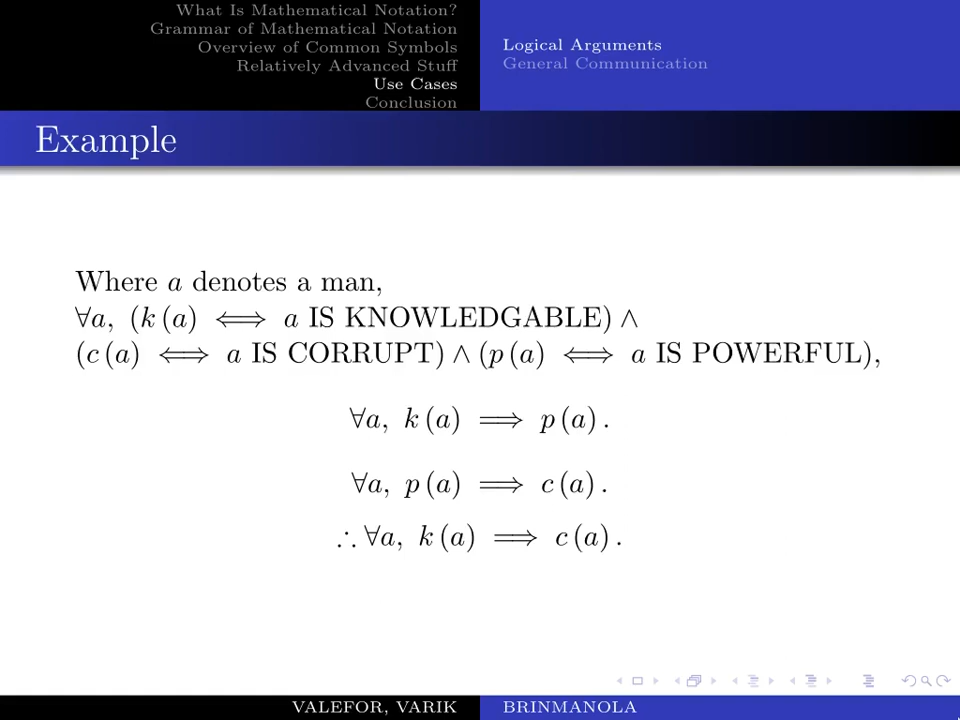 What Is Mathematical Notation?
Grammar of Mathematical Notation
Overview of Common Symbols
Relatively Advanced Stuff
Use Cases
Conclusion
Logical Arguments
General Communication
Example
Where a denotes a man,
∀a, (k (a) ⟺ a IS KNOWLEDGABLE) ∧
(c (a) ⟺ a IS CORRUPT) ∧ (p (a) ⟺ a IS POWERFUL),
∀a, k (a) ⟹ p (a) .
∀a, p (a) ⟹ c (a) .
∴ ∀a, k (a) ⟹ c (a) .
VALEFOR, VARIK
BRINMANOLA